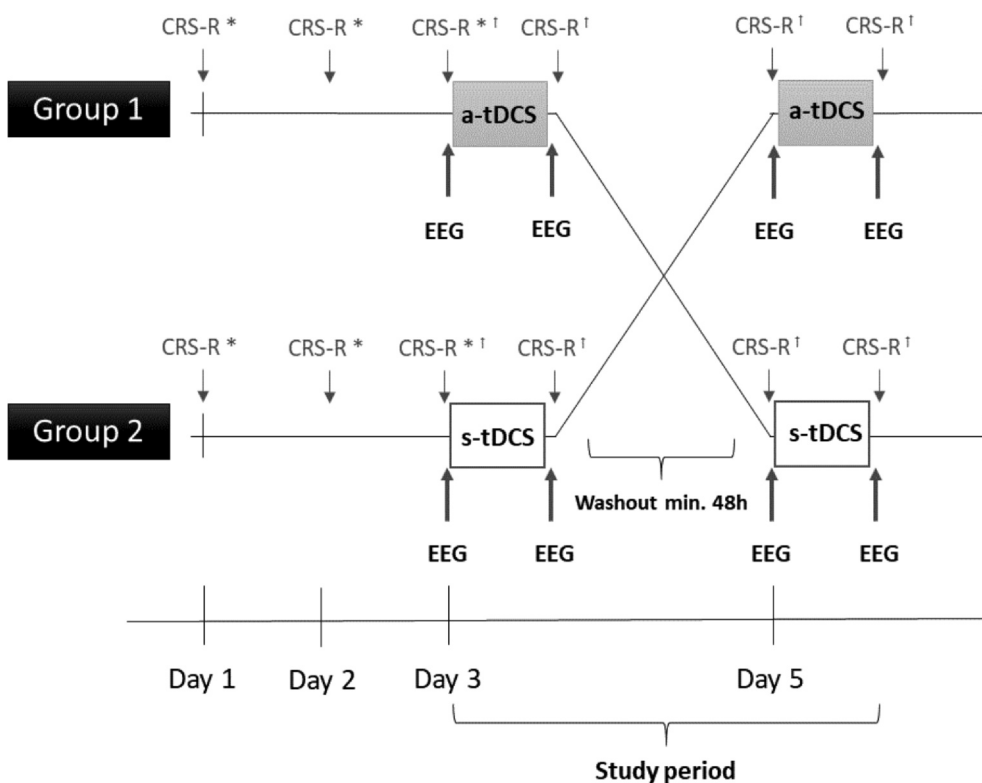 CRS-R * CRS-R * CRS-R * ↑ CRS-R ↑ CRS-R ↑ CRS-R ↑
Group 1 a-tDCS a-tDCS
EEG EEG EEG EEG
CRS-R * CRS-R * CRS-R * ↑ CRS-R ↑ CRS-R ↑ CRS-R ↑
Group 2 s-tDCS s-tDCS
Washout min. 48h
EEG EEG EEG EEG
Day 1 Day 2 Day 3 Day 5
Study period